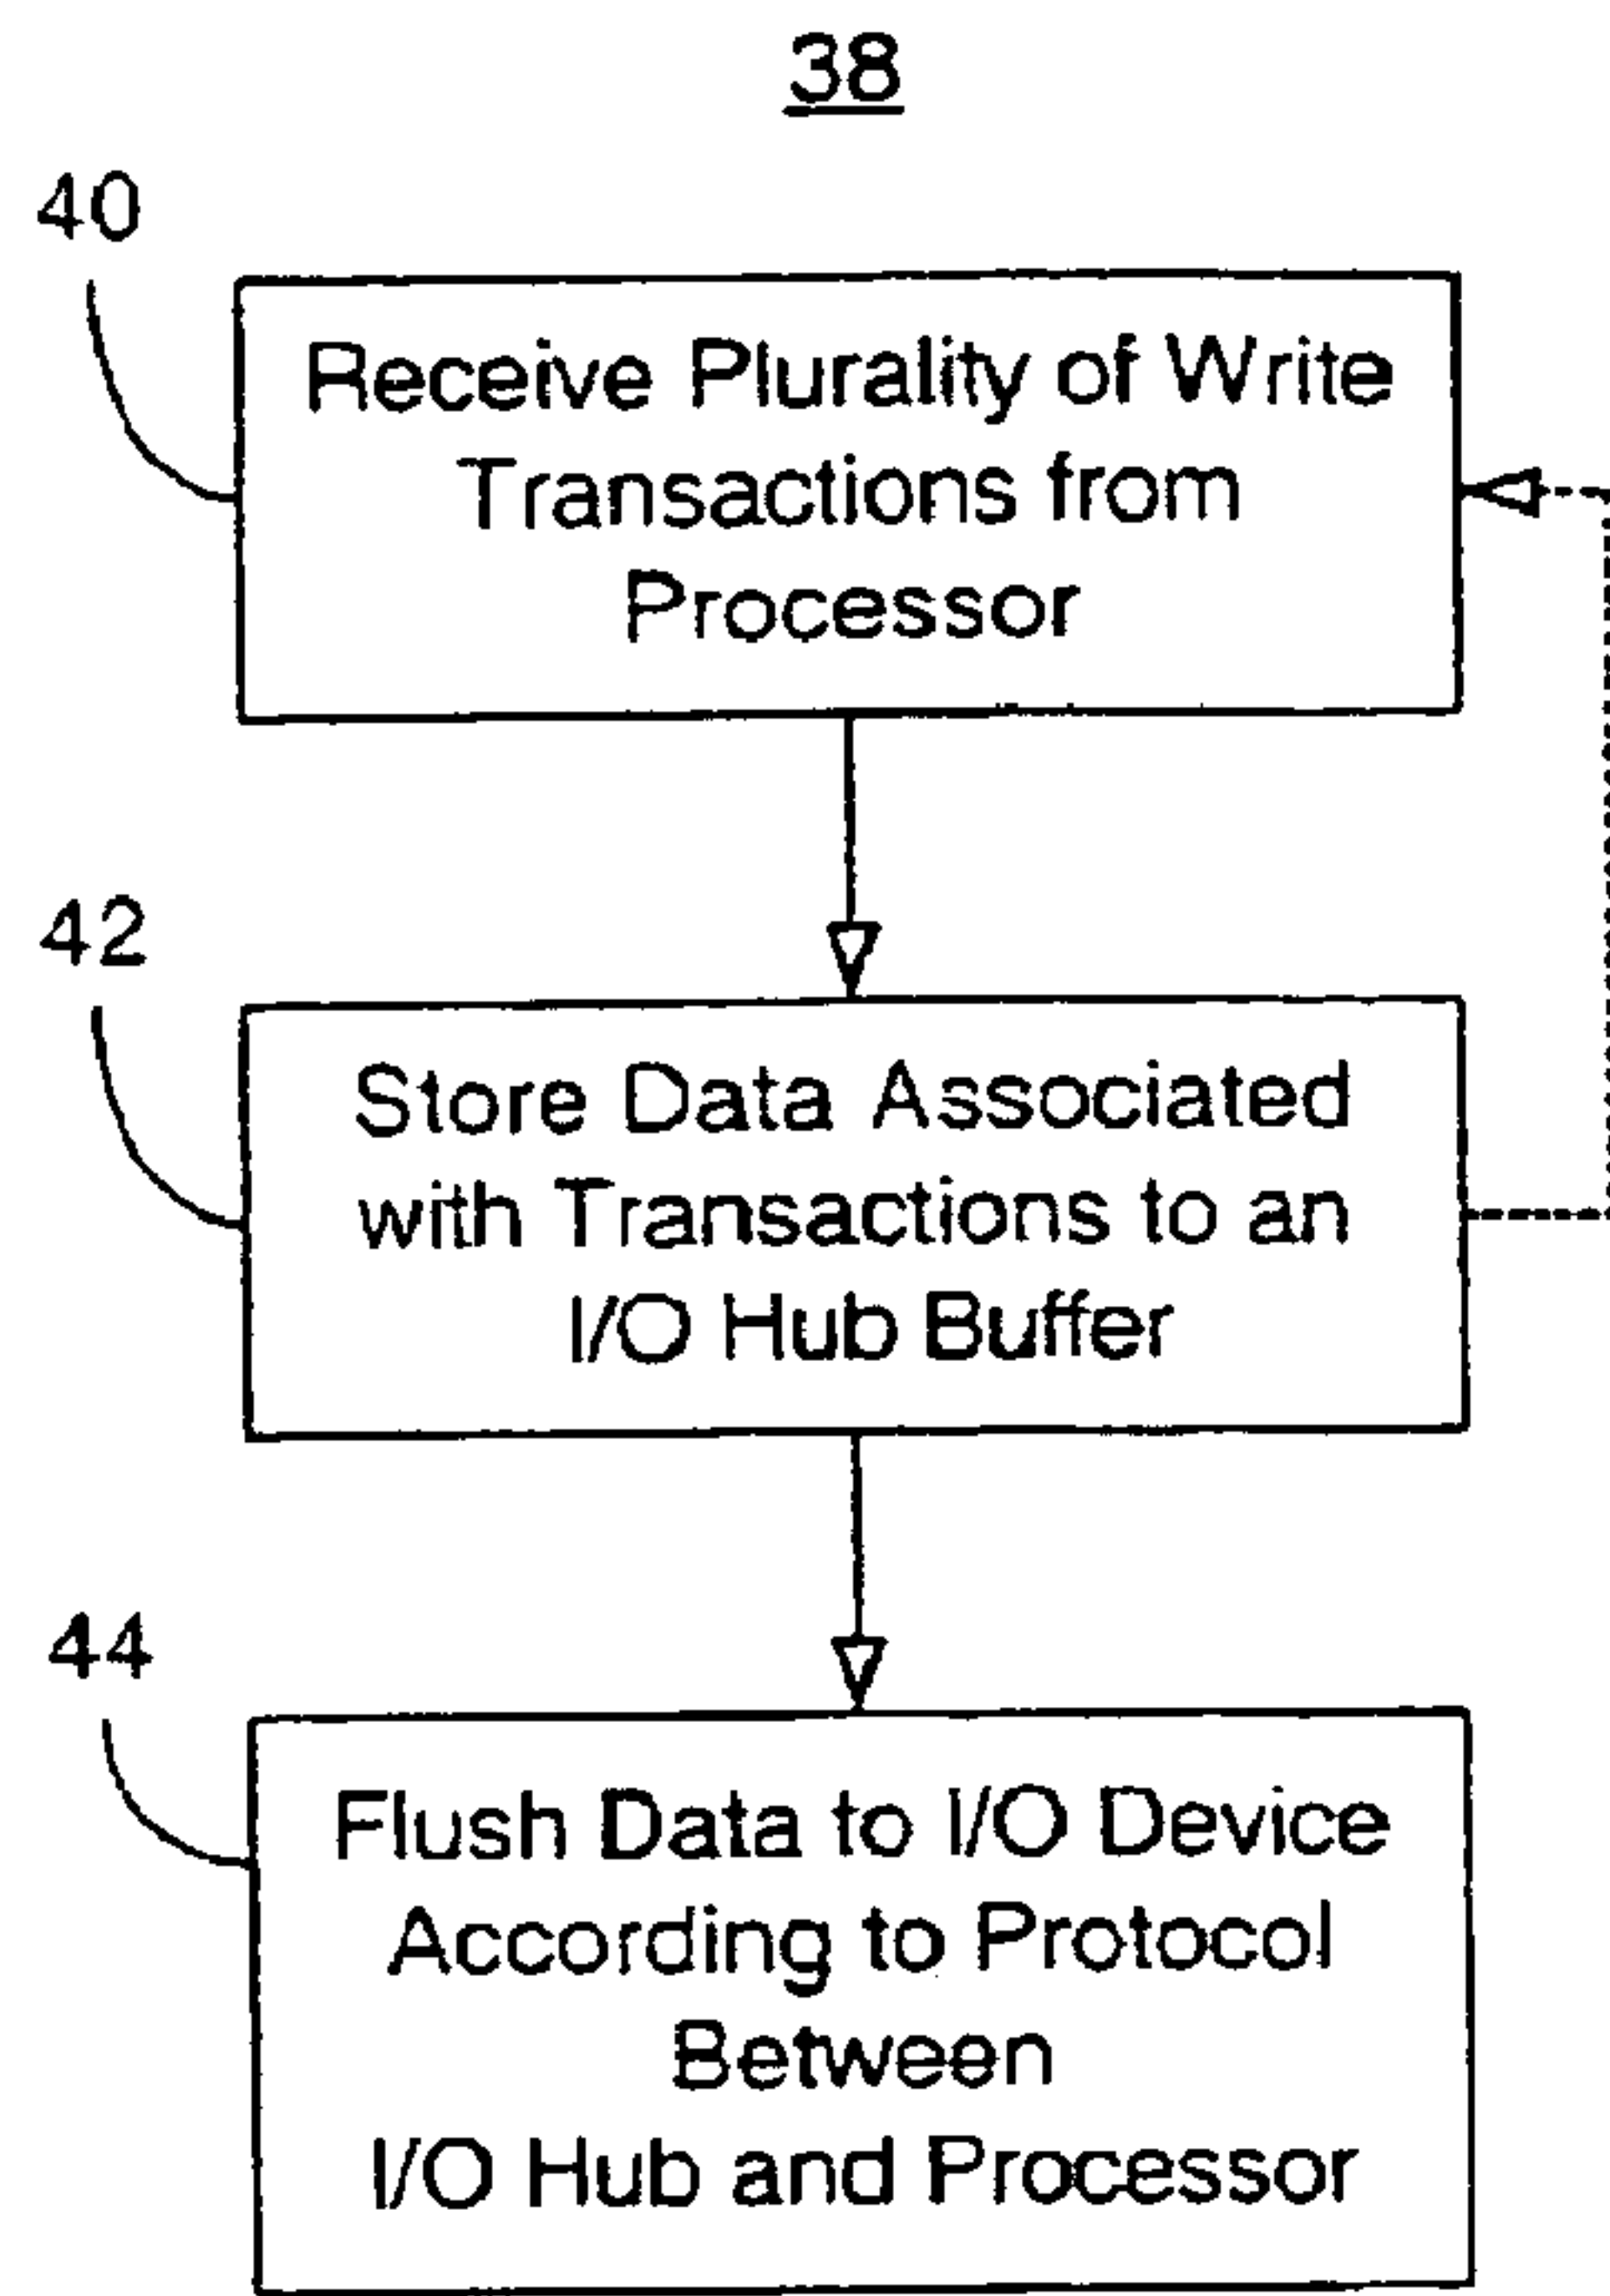 38
40
Receive Plurality of Write
Transactions from
Processor
42
Store Data Associated
with Transactions to an
I/O Hub Buffer
44
Flush Data to I/O Device
According to Protocol
Between
I/O Hub and Processor